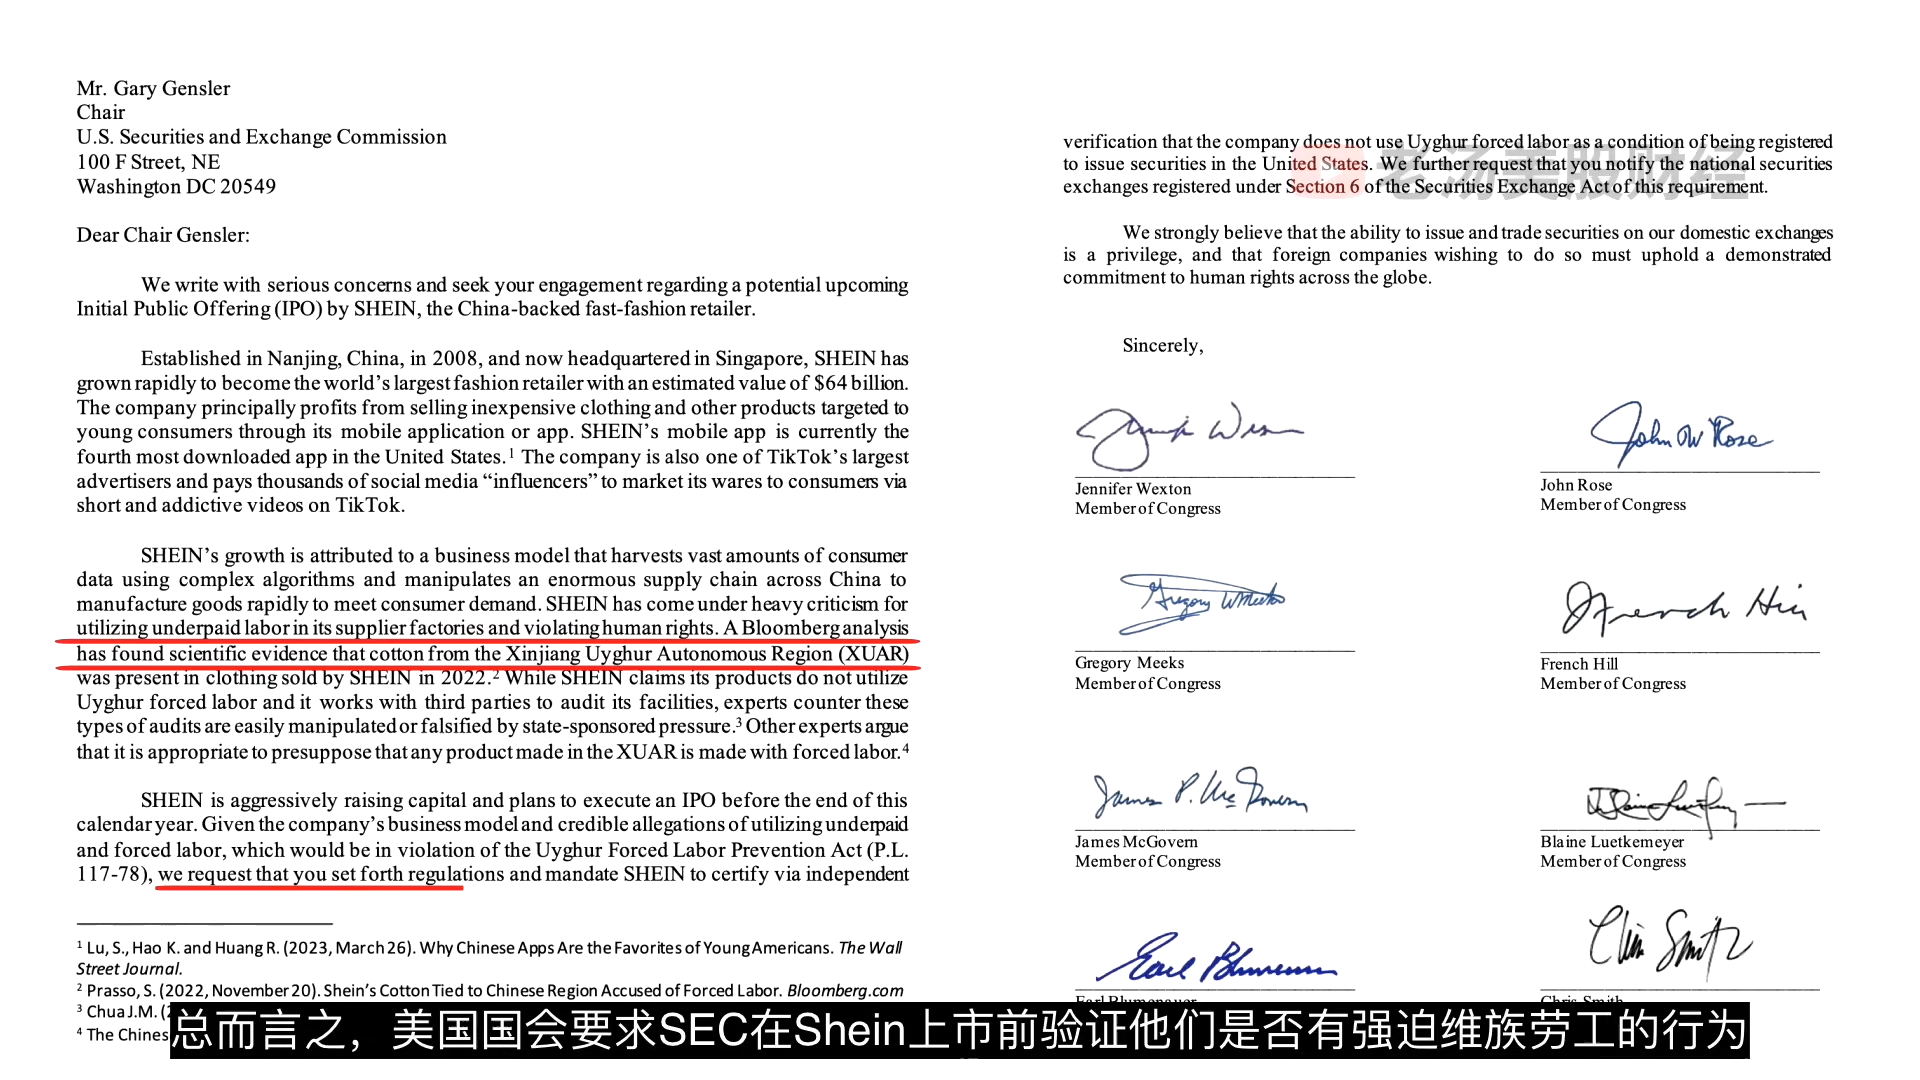 Mr. Gary Gensler
Chair
U.S. Securities and Exchange Commission
100 F Street, NE
Washington DC 20549
Dear Chair Gensler:
We write with serious concerns and seek your engagement regarding a potential upcoming
Initial Public Offering (IPO) by SHEIN, the China-backed fast-fashion retailer.
Established in Nanjing, China, in 2008, and now headquartered in Singapore, SHEIN has
grown rapidly to become the world’s largest fashion retailer with an estimated value of $64 billion.
The company principally profits from selling inexpensive clothing and other products targeted to
young consumers through its mobile application or app. SHEIN’s mobile app is currently the
fourth most downloaded app in the United States.¹ The company is also one of TikTok’s largest
advertisers and pays thousands of social media “influencers” to market its wares to consumers via
short and addictive videos on TikTok.
SHEIN’s growth is attributed to a business model that harvests vast amounts of consumer
data using complex algorithms and manipulates an enormous supply chain across China to
manufacture goods rapidly to meet consumer demand. SHEIN has come under heavy criticism for
utilizing underpaid labor in its supplier factories and violating human rights. A Bloomberg analysis
has found scientific evidence that cotton from the Xinjiang Uyghur Autonomous Region (XUAR)
was present in clothing sold by SHEIN in 2022.² While SHEIN claims its products do not utilize
Uyghur forced labor and it works with third parties to audit its facilities, experts counter these
types of audits are easily manipulated or falsified by state-sponsored pressure.³ Other experts argue
that it is appropriate to presuppose that any product made in the XUAR is made with forced labor.⁴
SHEIN is aggressively raising capital and plans to execute an IPO before the end of this
calendar year. Given the company’s business model and credible allegations of utilizing underpaid
and forced labor, which would be in violation of the Uyghur Forced Labor Prevention Act (P.L.
117-78), we request that you set forth regulations and mandate SHEIN to certify via independent
¹ Lu, S., Hao K. and Huang R. (2023, March 26). Why Chinese Apps Are the Favorites of Young Americans. The Wall
Street Journal.
² Prasso, S. (2022, November 20). Shein’s Cotton Tied to Chinese Region Accused of Forced Labor. Bloomberg.com
³ Chua J.M.
⁴ The Chines
verification that the company does not use Uyghur forced labor as a condition of being registered
to issue securities in the United States. We further request that you notify the national securities
exchanges registered under Section 6 of the Securities Exchange Act of this requirement.
老汤美股财经
We strongly believe that the ability to issue and trade securities on our domestic exchanges
is a privilege, and that foreign companies wishing to do so must uphold a demonstrated
commitment to human rights across the globe.
Sincerely,
Jennifer Wexton
Member of Congress
John W Rose
John Rose
Member of Congress
Gregory W Meeks
Gregory Meeks
Member of Congress
French Hill
French Hill
Member of Congress
James P. McGovern
James McGovern
Member of Congress
Blaine Luetkemeyer
Member of Congress
Earl Blumenauer
Earl Blumenauer
Chris Smith
Chris Smith
总而言之，美国国会要求SEC在Shein上市前验证他们是否有强迫维族劳工的行为